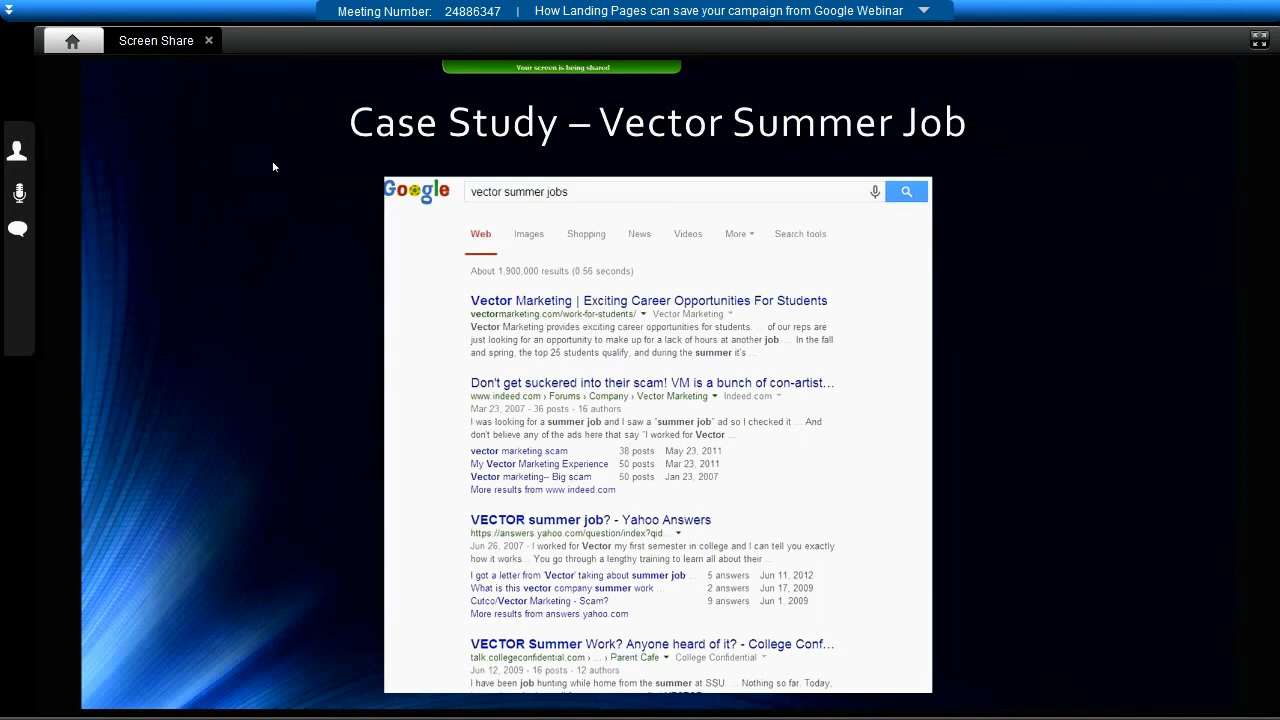 Meeting Number: 24886347 | How Landing Pages can save your campaign from Google Webinar
Screen Share
Your screen is being shared
Case Study – Vector Summer Job
Google vector summer jobs
Web Images Shopping News Videos More Search tools
About 1,900,000 results (0.56 seconds)
Vector Marketing | Exciting Career Opportunities For Students
vectormarketing.com/work-for-students/ Vector Marketing
Vector Marketing provides exciting career opportunities for students. ... of our reps are
just looking for an opportunity to make up for a lack of hours at another job. ... In the fall
and spring, the top 25 students qualify, and during the summer it's ...
Don't get suckered into their scam! VM is a bunch of con-artist...
www.indeed.com › Forums › Company › Vector Marketing Indeed.com
Mar 23, 2007 - 36 posts - 16 authors
I was looking for a summer job and I saw a "summer job" ad so I checked it ... And
don't believe any of the ads here that say "I worked for Vector ...
vector marketing scam 38 posts May 23, 2011
My Vector Marketing Experience 50 posts Mar 23, 2011
Vector marketing-- Big scam 50 posts Jan 23, 2007
More results from www.indeed.com
VECTOR summer job? - Yahoo Answers
https://answers.yahoo.com/question/index?qid...
Jun 26, 2007 - I worked for Vector my first semester in college and I can tell you exactly
how it works... You go through a lengthy training to learn all about their ...
I got a letter from 'Vector' taking about summer job ... 5 answers Jun 11, 2012
What is this vector company summer work ... 2 answers Jun 17, 2009
Cutco/Vector Marketing - Scam? 9 answers Jun 1, 2009
More results from answers.yahoo.com
VECTOR Summer Work? Anyone heard of it? - College Conf...
talk.collegeconfidential.com › ... › Parent Cafe College Confidential
Jun 12, 2009 - 16 posts - 12 authors
I have been job hunting while home from the summer at SSU. ... Nothing so far. Today,